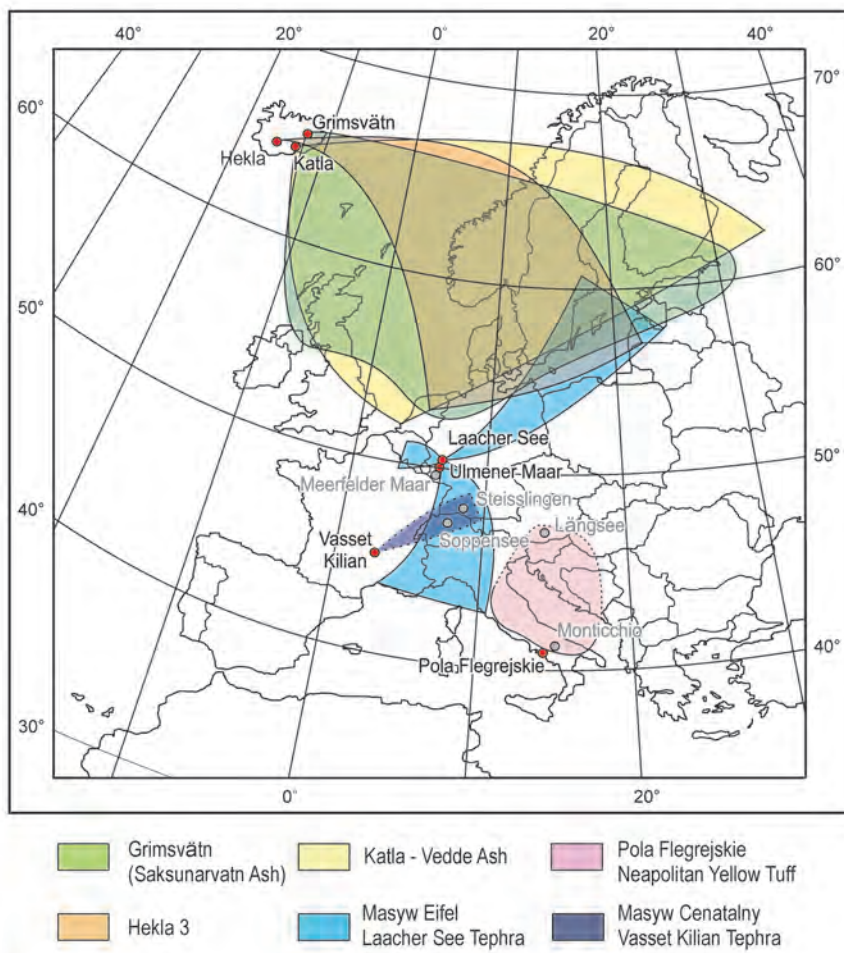 40°
20°
0°
20°
40°
70°
60°
Grimsvätn
Hekla
Katla
60°
50°
Laacher See
50°
Ulmener Maar
Meerfelder Maar
Steisslingen
40°
Vasset
Kilian
Soppensee
Längsee
Monticchio
40°
Pola Flegrejskie
30°
0°
20°
Grimsvätn
(Saksunarvatn Ash)
Katla - Vedde Ash
Pola Flegrejskie
Neapolitan Yellow Tuff
Hekla 3
Masyw Eifel
Laacher See Tephra
Masyw Cenatalny
Vasset Kilian Tephra